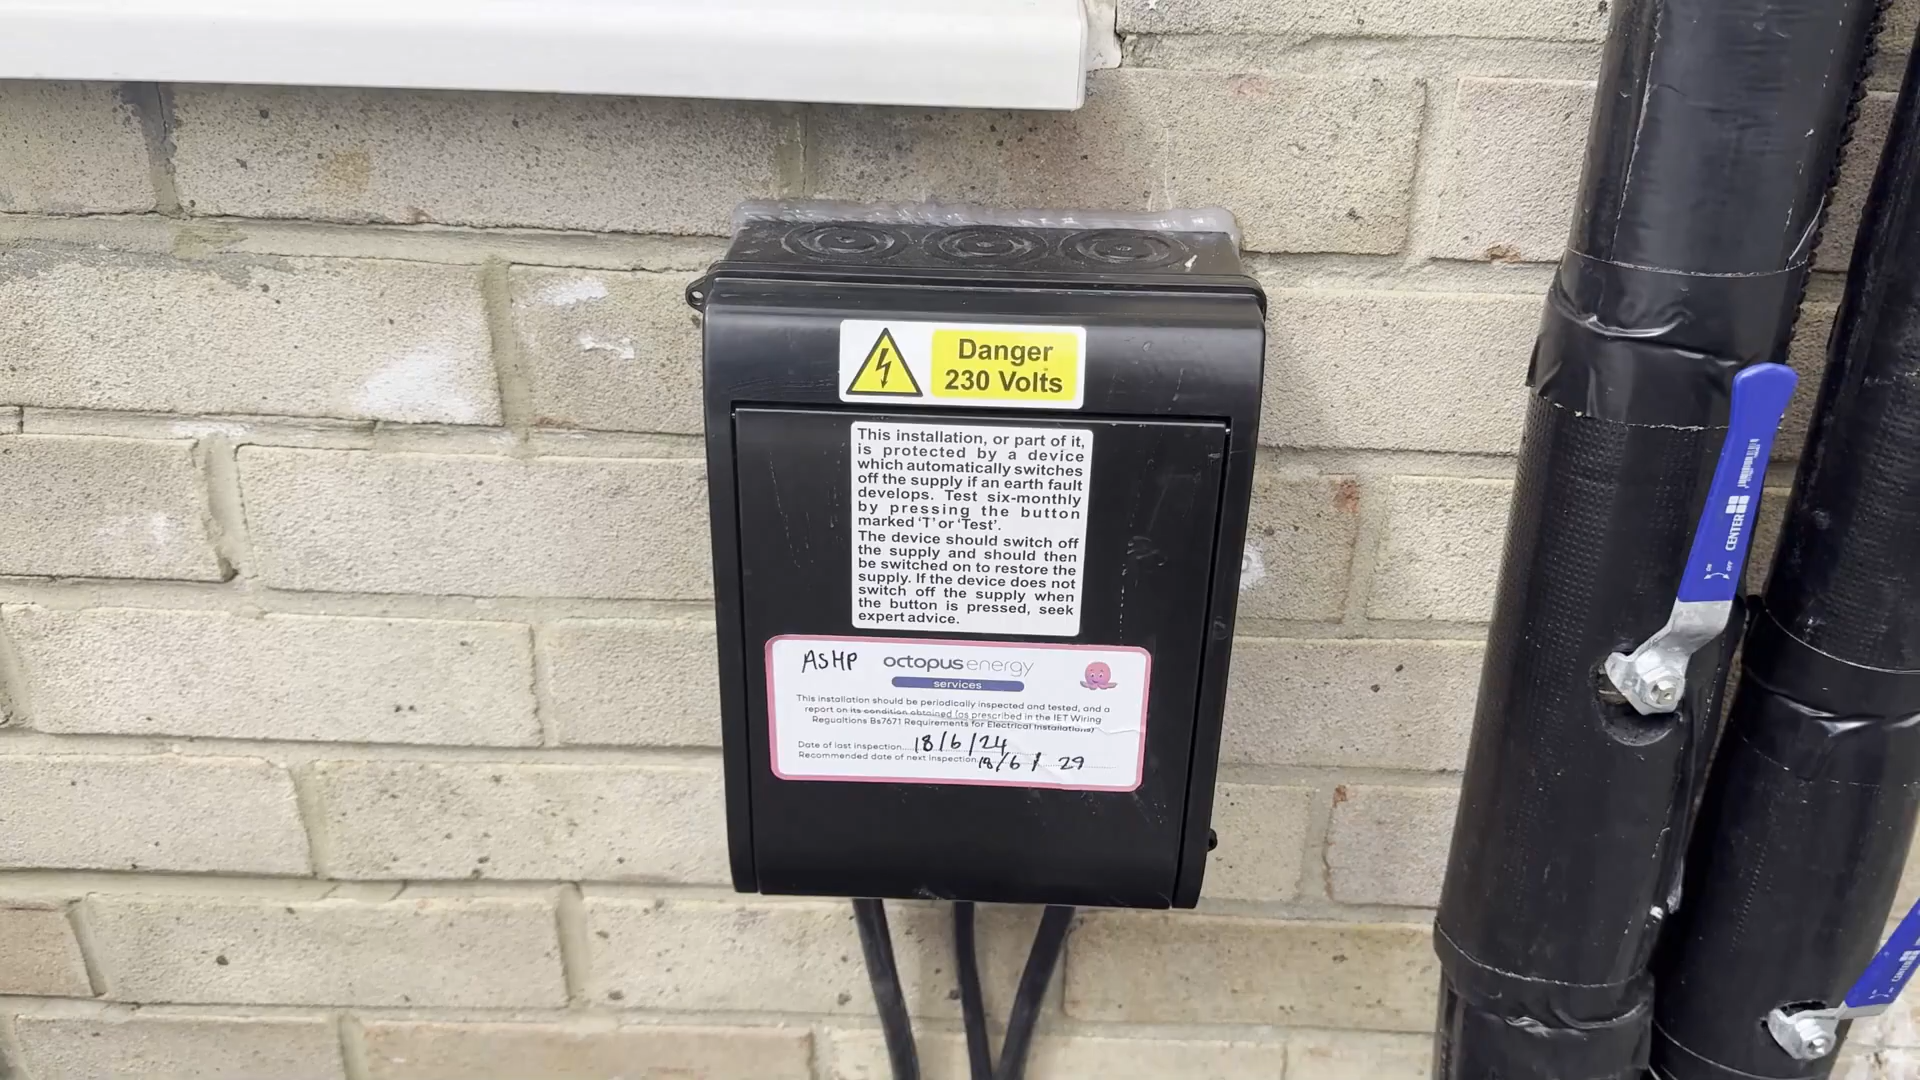 Danger
230 Volts
This installation, or part of it,
is protected by a device
which automatically switches
off the supply if an earth fault
develops. Test six-monthly
by pressing the button
marked 'T' or 'Test'.
The device should switch off
the supply and should then
be switched on to restore the
supply. If the device does not
switch off the supply when
the button is pressed, seek
expert advice.
ASHP octopusenergy
services
This installation should be periodically inspected and tested, and a
report on its condition obtained (as prescribed in the IET Wiring
Regualtions Bs7671 Requirements for Electrical Installations)
Date of last inspection 18/6/24
Recommended date of next inspection 18/6/29
CENTER
ON OFF
CENTER